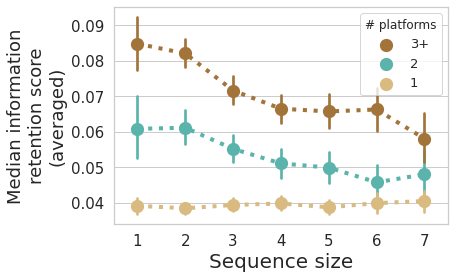 # platforms
3+
2
1
0.09
0.08
0.07
0.06
0.05
0.04
Median information
retention score
(averaged)
1 2 3 4 5 6 7
Sequence size